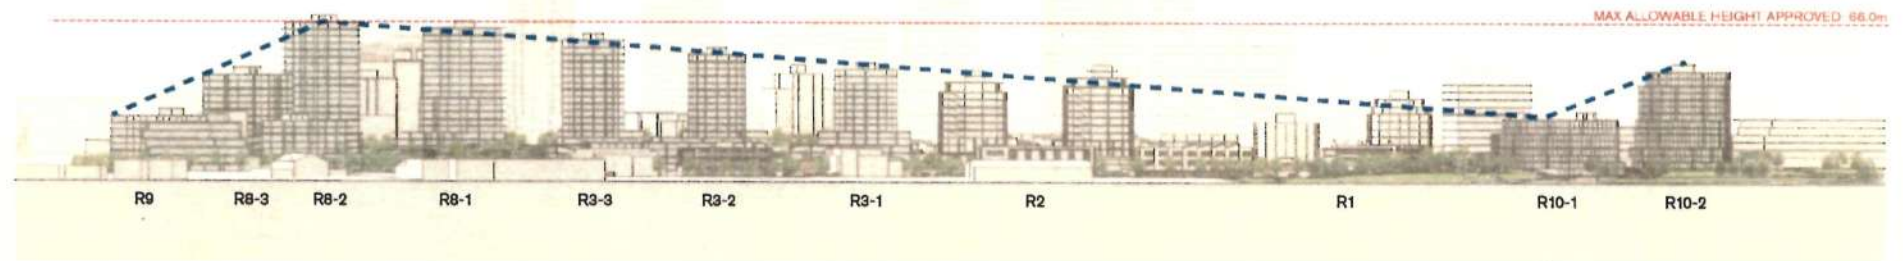 MAX ALLOWABLE HEIGHT APPROVED 66.0m
R9 R8-3 R8-2 R8-1 R3-3 R3-2 R3-1 R2 R1 R10-1 R10-2